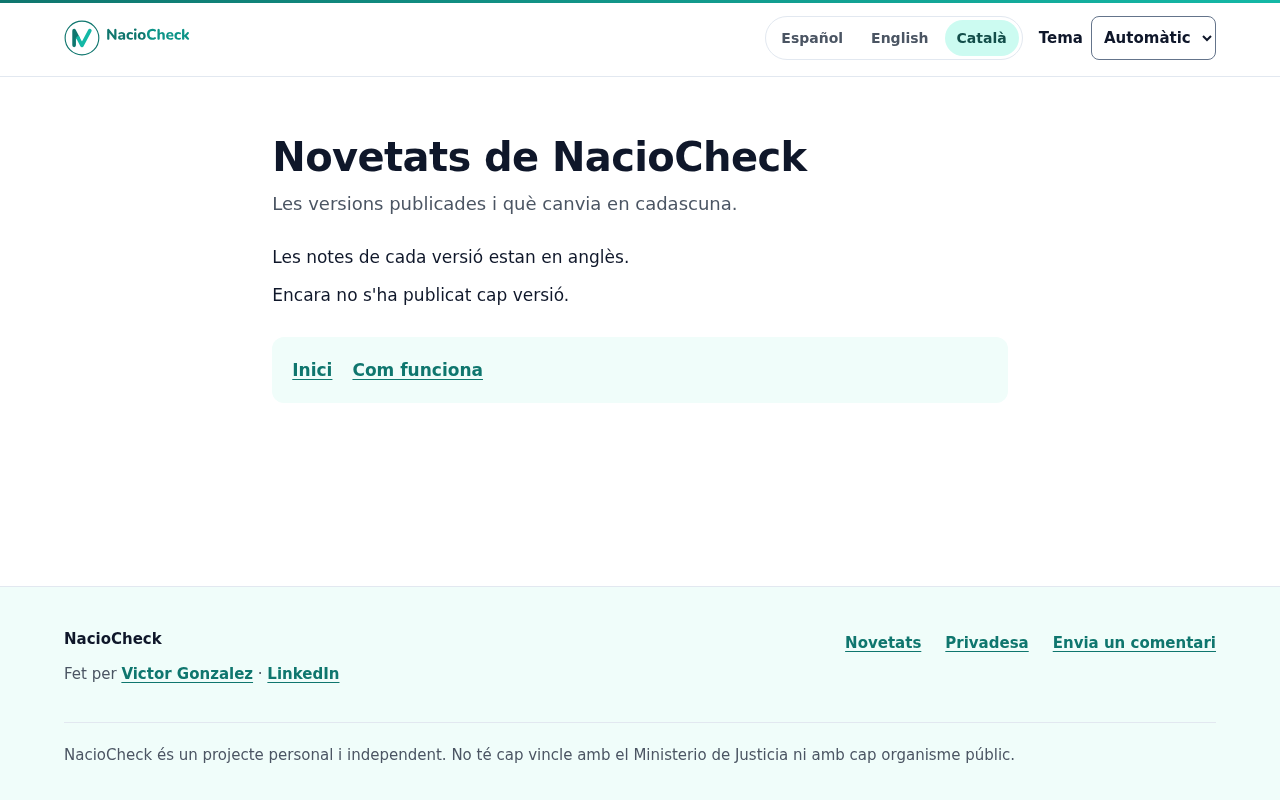 NacioCheck
Español English Català Tema Automàtic
Novetats de NacioCheck
Les versions publicades i què canvia en cadascuna.
Les notes de cada versió estan en anglès.
Encara no s'ha publicat cap versió.
Inici Com funciona
NacioCheck
Fet per Victor Gonzalez · LinkedIn
Novetats Privadesa Envia un comentari
NacioCheck és un projecte personal i independent. No té cap vincle amb el Ministerio de Justicia ni amb cap organisme públic.